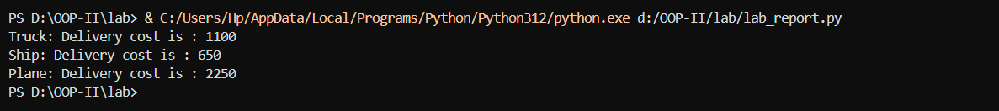 PS D:\OOP-II\lab> & C:/Users/Hp/AppData/Local/Programs/Python/Python312/python.exe d:/OOP-II/lab/lab_report.py
Truck: Delivery cost is : 1100
Ship: Delivery cost is : 650
Plane: Delivery cost is : 2250
PS D:\OOP-II\lab>